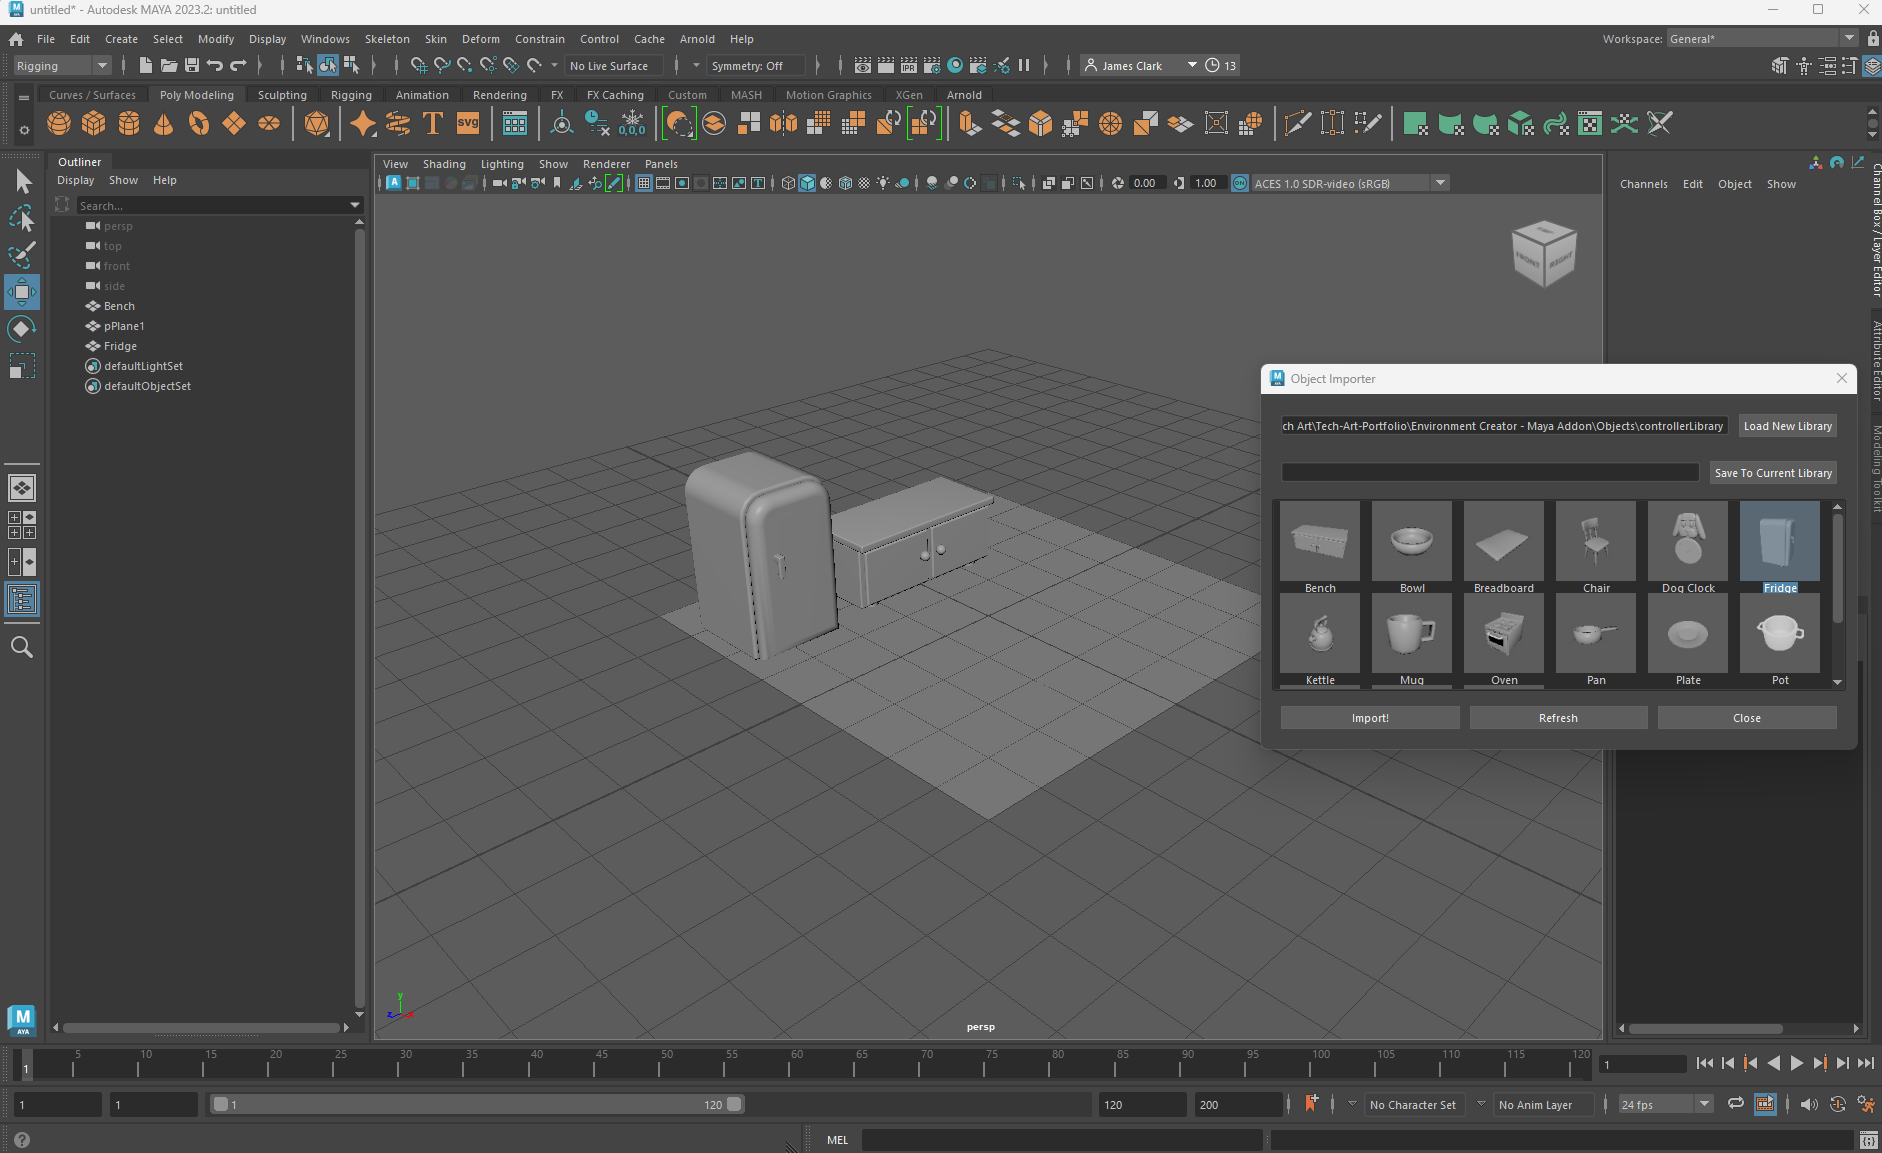 untitled* - Autodesk MAYA 2023.2: untitled
File Edit Create Select Modify Display Windows Skeleton Skin Deform Constrain Control Cache Arnold Help
Workspace: General*
Rigging No Live Surface Symmetry: Off James Clark 13
Curves / Surfaces Poly Modeling Sculpting Rigging Animation Rendering FX FX Caching Custom MASH Motion Graphics XGen Arnold
Outliner
Display Show Help
Search...
persp
top
front
side
Bench
pPlane1
Fridge
defaultLightSet
defaultObjectSet
View Shading Lighting Show Renderer Panels
0.00 1.00 ON ACES 1.0 SDR-video (sRGB)
FRONT RIGHT
persp
Channels Edit Object Show
Channel Box / Layer Editor
Attribute Editor
Modeling Toolkit
Object Importer
ch Art\Tech-Art-Portfolio\Environment Creator - Maya Addon\Objects\controllerLibrary Load New Library
Save To Current Library
Bench Bowl Breadboard Chair Dog Clock Fridge
Kettle Mug Oven Pan Plate Pot
Import! Refresh Close
1 5 10 15 20 25 30 35 40 45 50 55 60 65 70 75 80 85 90 95 100 105 110 115 120 1
1 1 1 120 120 200 No Character Set No Anim Layer 24 fps
MEL